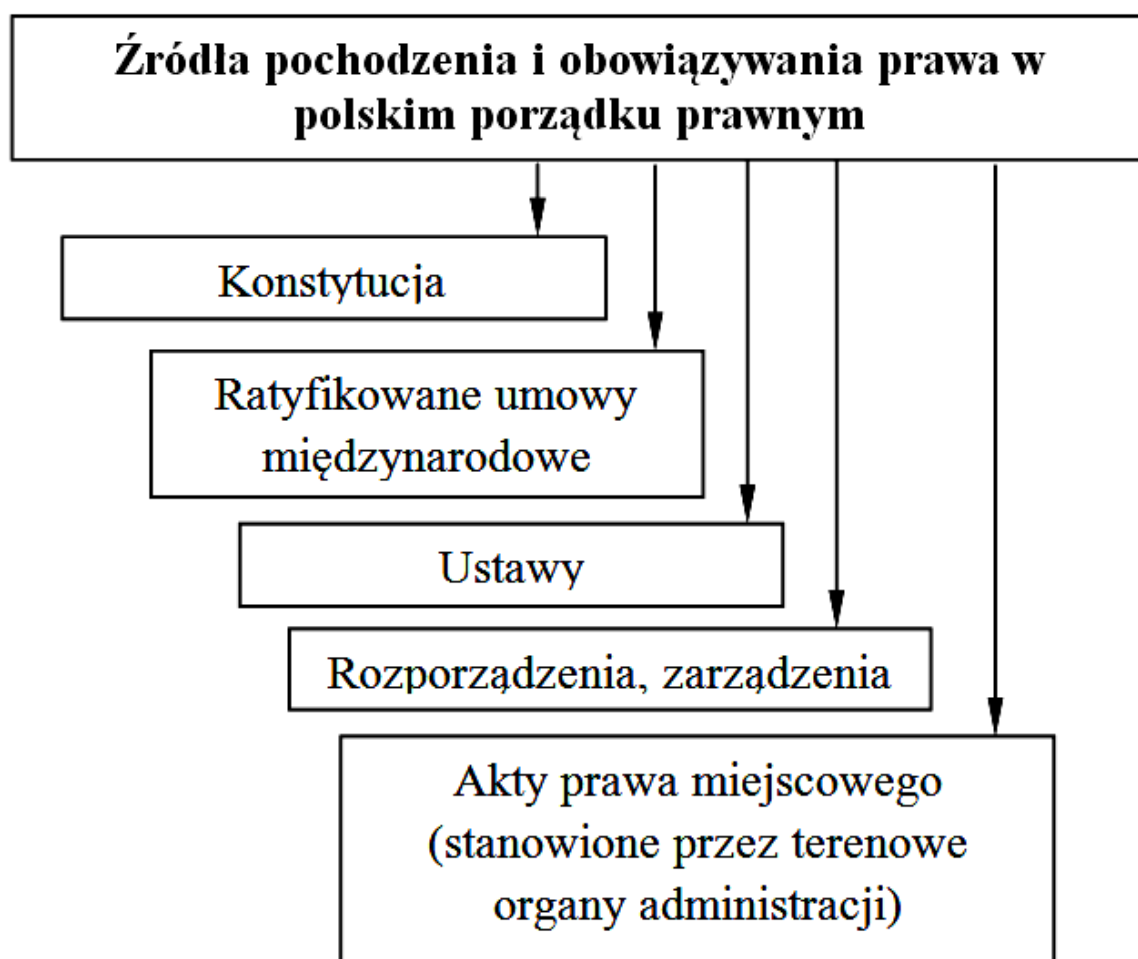 Źródła pochodzenia i obowiązywania prawa w
polskim porządku prawnym
Konstytucja
Ratyfikowane umowy
międzynarodowe
Ustawy
Rozporządzenia, zarządzenia
Akty prawa miejscowego
(stanowione przez terenowe
organy administracji)